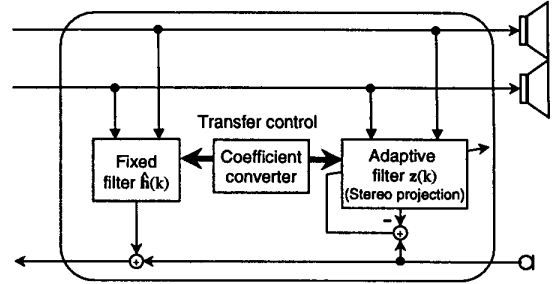 Transfer control
Fixed
filter ĥ(k)
Coefficient
converter
Adaptive
filter z(k)
(Stereo projection)
−
+
+